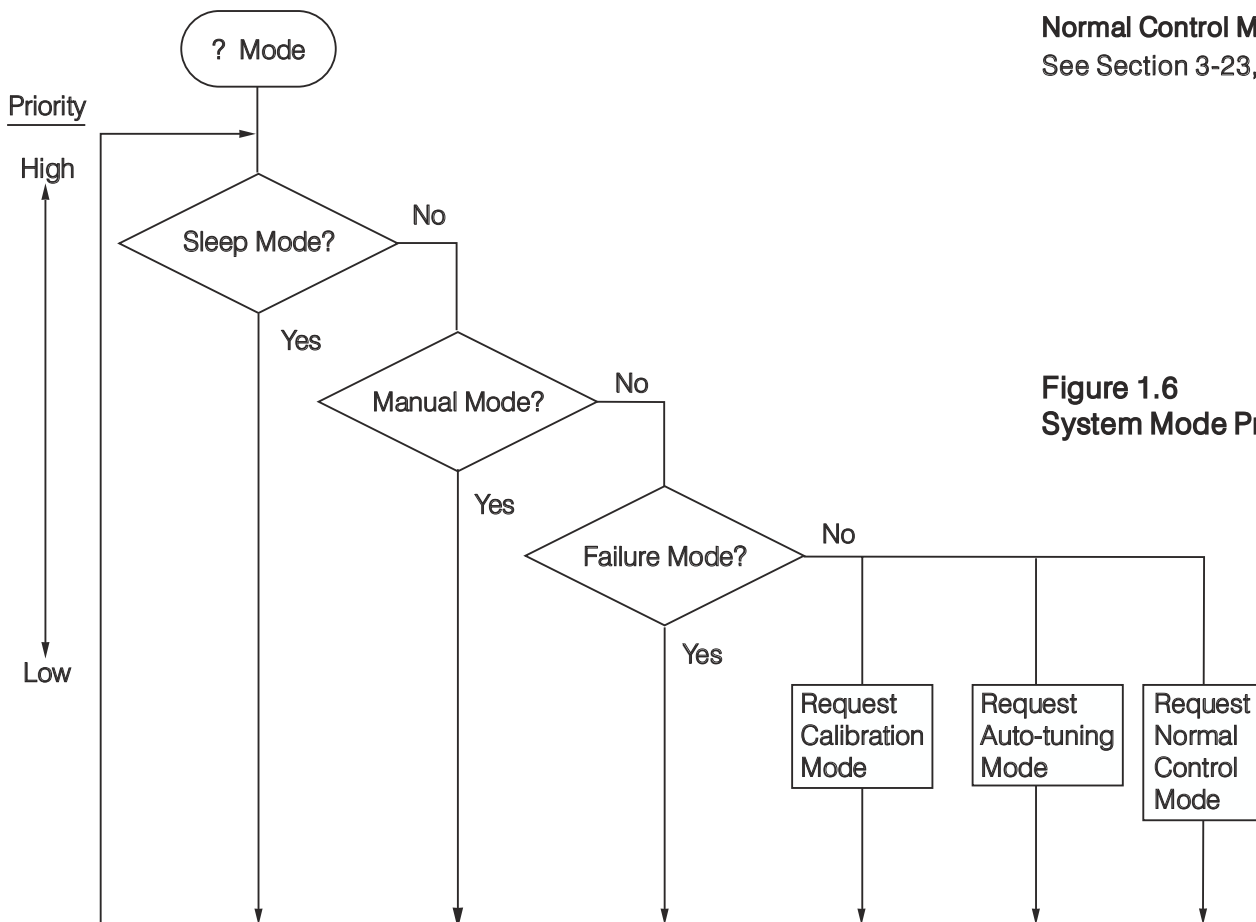 ? Mode
Normal Control M
See Section 3-23,
Priority
High
No
Sleep Mode?
Yes
No
Manual Mode?
Figure 1.6
System Mode Pr
Yes
No
Failure Mode?
Yes
Low
Request
Calibration
Mode
Request
Auto-tuning
Mode
Request
Normal
Control
Mode